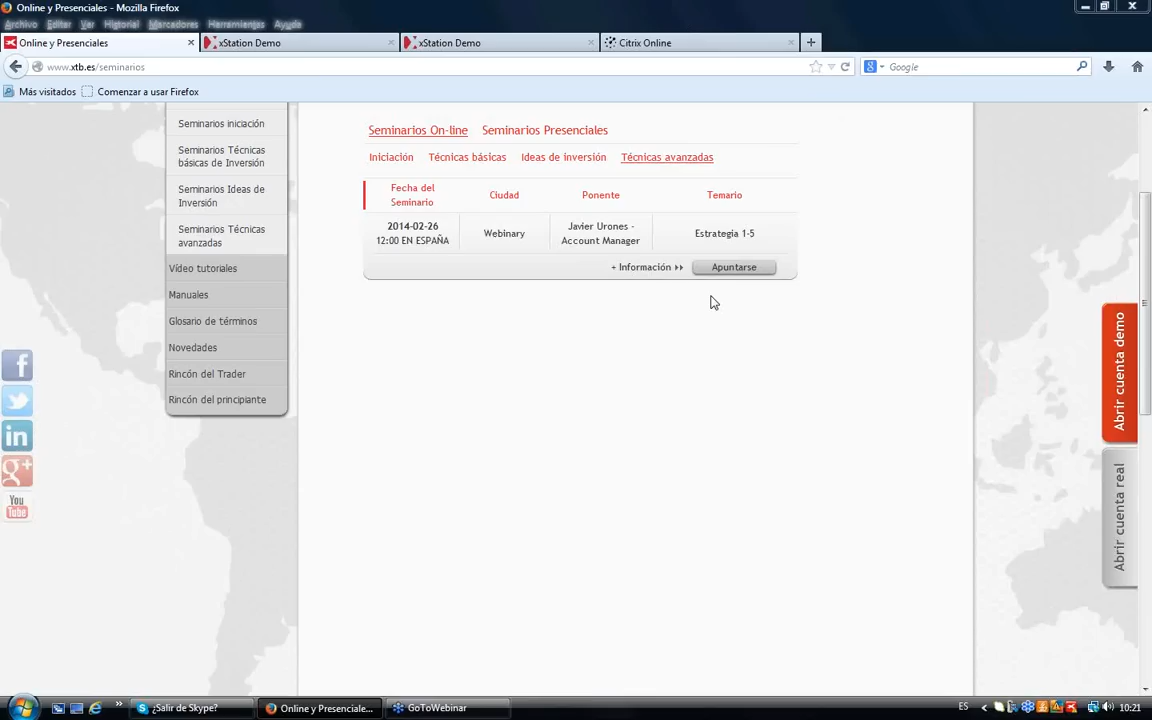 Online y Presenciales - Mozilla Firefox
Archivo Editar Ver Historial Marcadores Herramientas Ayuda
Online y Presenciales
xStation Demo
xStation Demo
Citrix Online
www.xtb.es/seminarios
Google
Más visitados
Comenzar a usar Firefox
Seminarios iniciación
Seminarios Técnicas
básicas de Inversión
Seminarios Ideas de
Inversión
Seminarios Técnicas
avanzadas
Vídeo tutoriales
Manuales
Glosario de términos
Novedades
Rincón del Trader
Rincón del principiante
Seminarios On-line
Seminarios Presenciales
Iniciación
Técnicas básicas
Ideas de inversión
Técnicas avanzadas
Fecha del
Seminario
Ciudad
Ponente
Temario
2014-02-26
12:00 EN ESPAÑA
Webinary
Javier Urones -
Account Manager
Estrategia 1-5
+ Información
Apuntarse
Abrir cuenta demo
Abrir cuenta real
f
in
g+
You
Tube
¿Salir de Skype?
Online y Presenciale...
GoToWebinar
ES
10:21